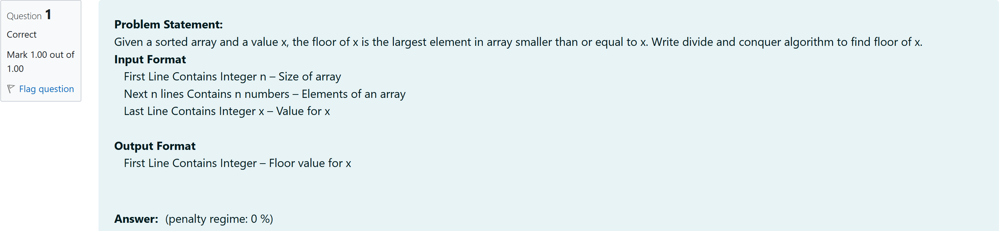 Question 1
Correct
Mark 1.00 out of
1.00
Flag question
Problem Statement:
Given a sorted array and a value x, the floor of x is the largest element in array smaller than or equal to x. Write divide and conquer algorithm to find floor of x.
Input Format
First Line Contains Integer n – Size of array
Next n lines Contains n numbers – Elements of an array
Last Line Contains Integer x – Value for x
Output Format
First Line Contains Integer – Floor value for x
Answer: (penalty regime: 0 %)